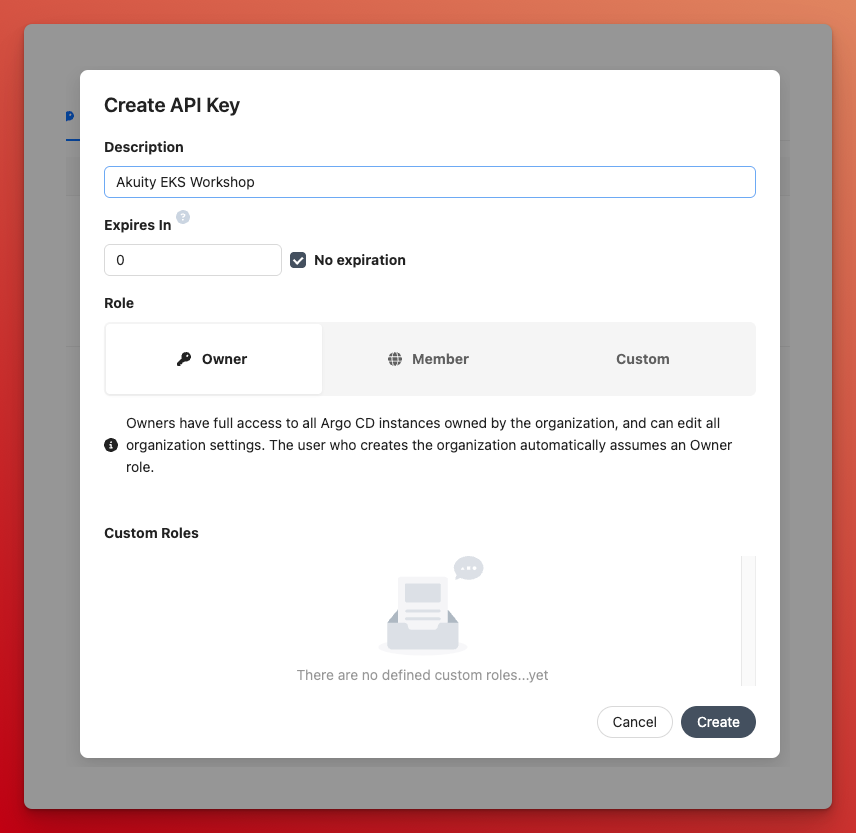 Create API Key
Description
Akuity EKS Workshop
Expires In ?
0
No expiration
Role
Owner
Member
Custom
Owners have full access to all Argo CD instances owned by the organization, and can edit all
organization settings. The user who creates the organization automatically assumes an Owner
role.
Custom Roles
There are no defined custom roles...yet
Cancel
Create